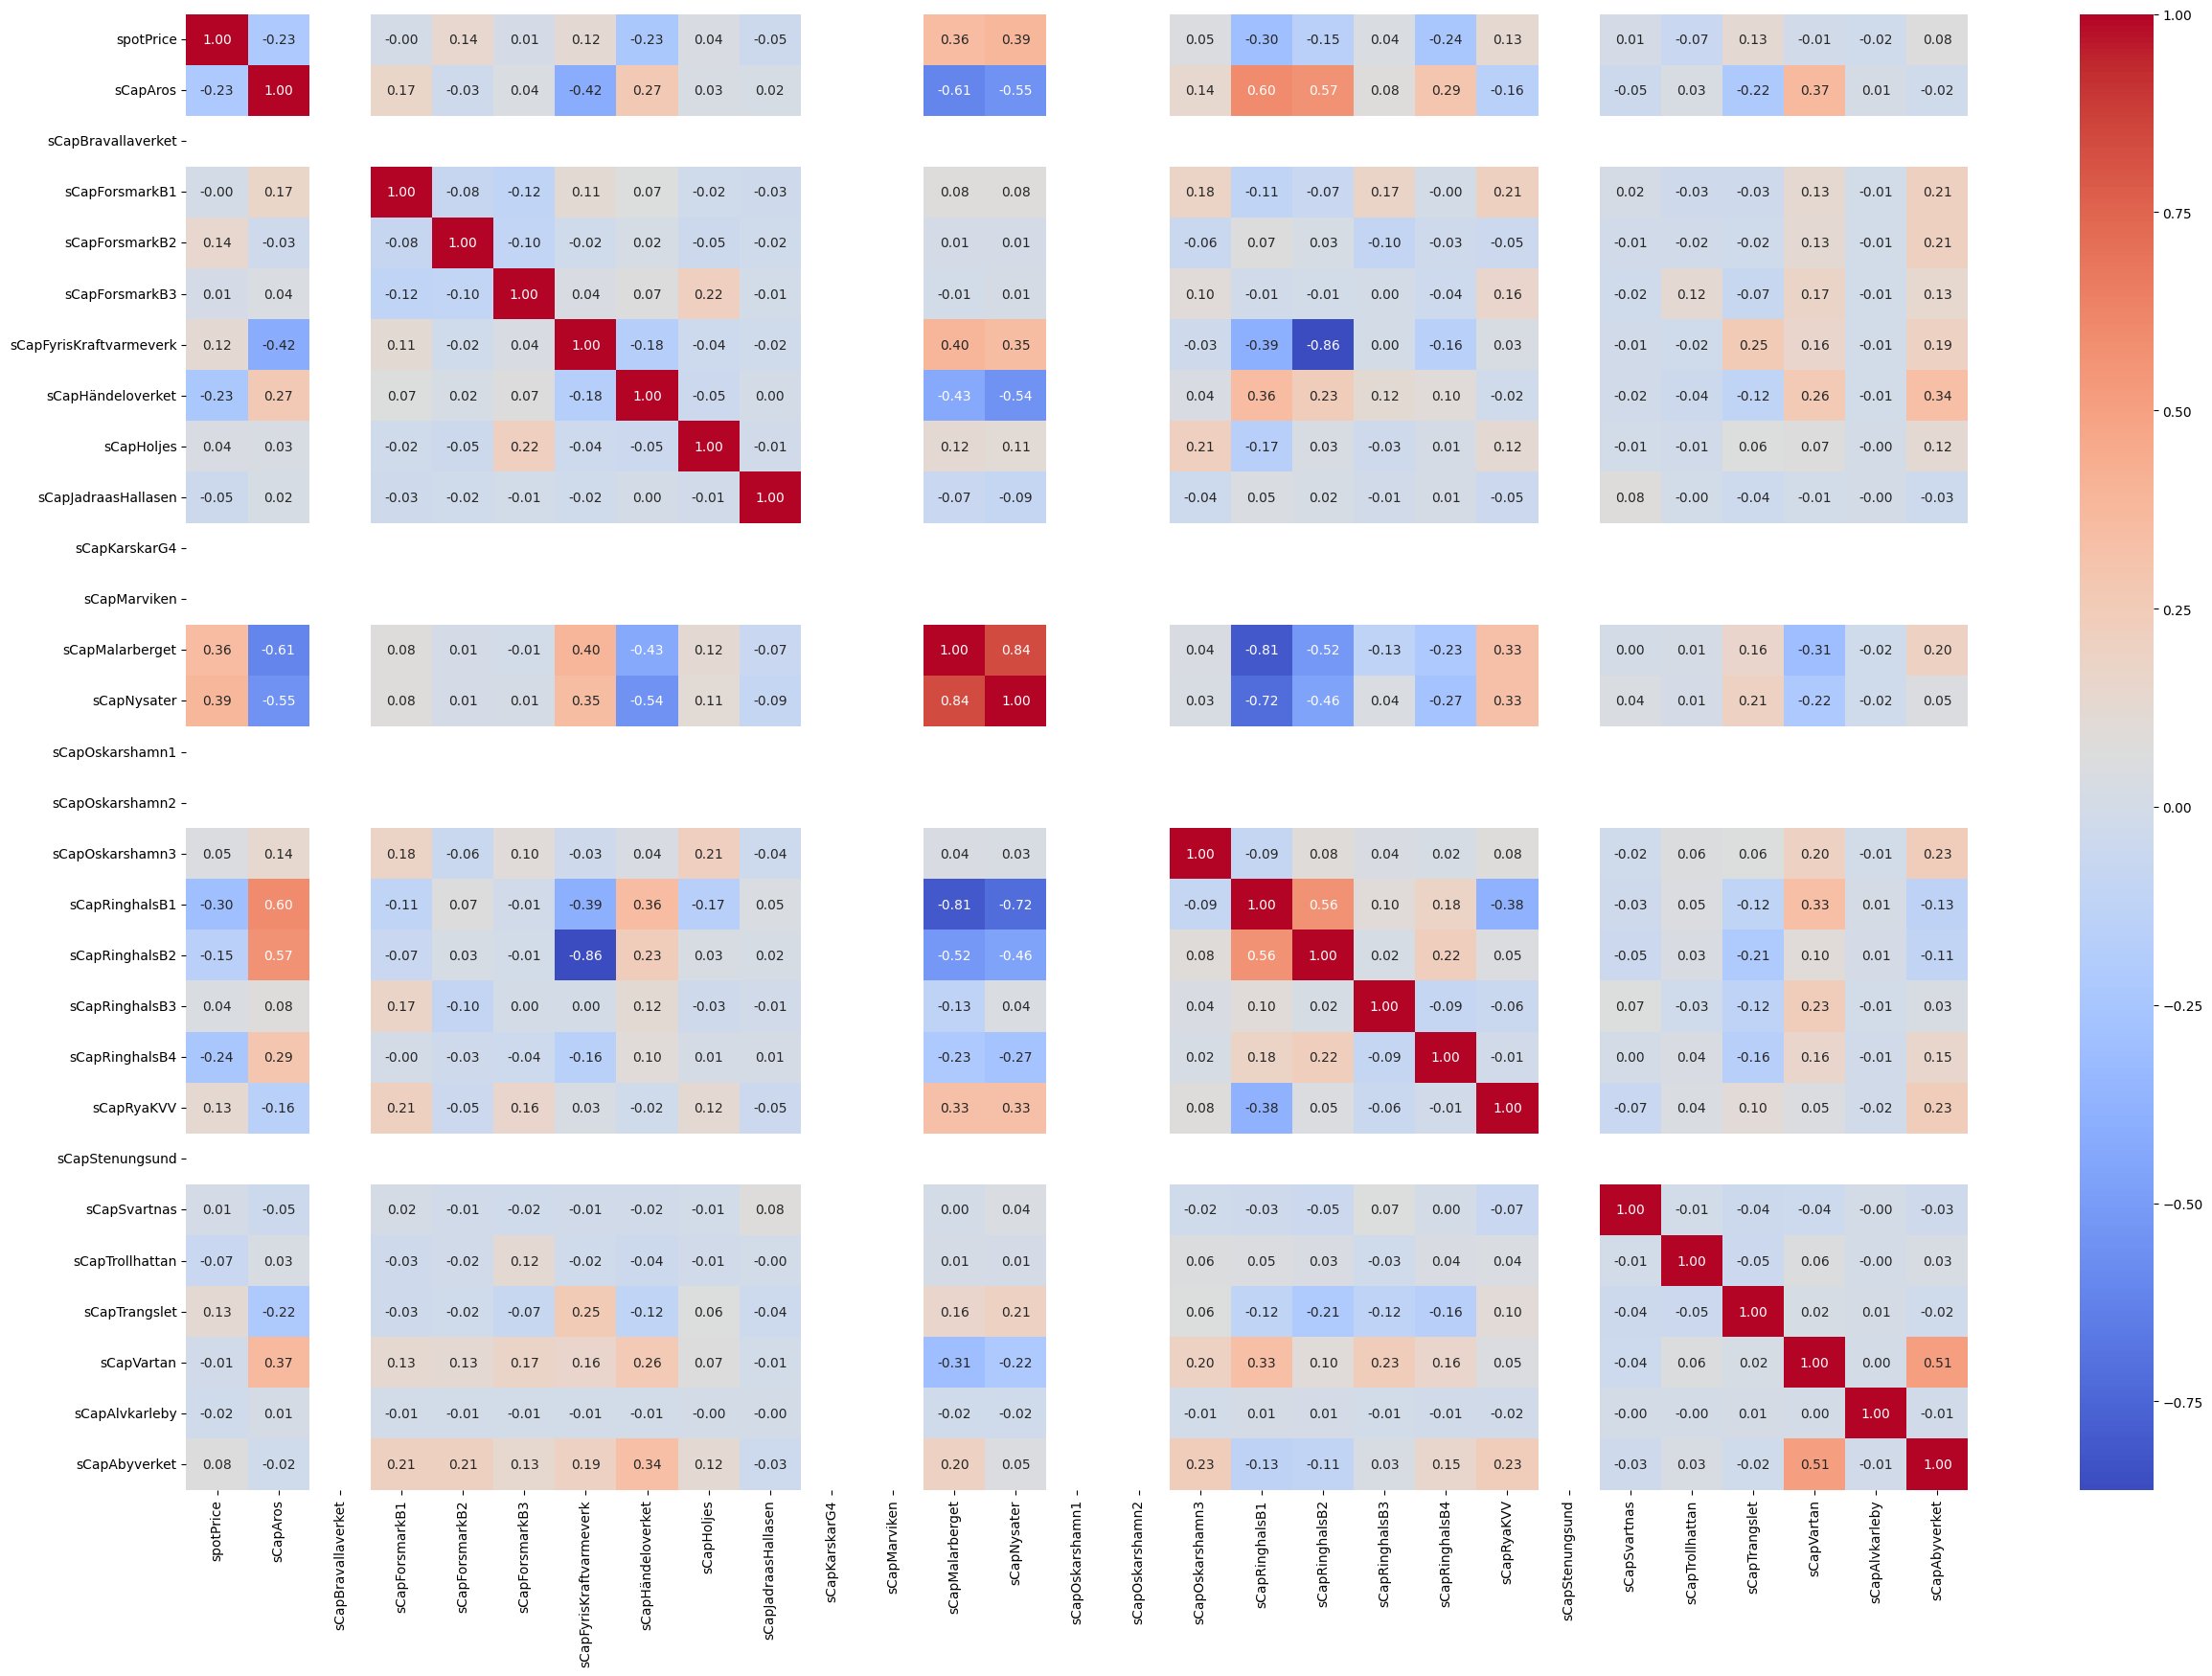 spotPrice 1.00 -0.23 -0.00 0.14 0.01 0.12 -0.23 0.04 -0.05 0.36 0.39 0.05 -0.30 -0.15 0.04 -0.24 0.13 0.01 -0.07 0.13 -0.01 -0.02 0.08
sCapAros -0.23 1.00 0.17 -0.03 0.04 -0.42 0.27 0.03 0.02 -0.61 -0.55 0.14 0.60 0.57 0.08 0.29 -0.16 -0.05 0.03 -0.22 0.37 0.01 -0.02
sCapBravallaverket
sCapForsmarkB1 -0.00 0.17 1.00 -0.08 -0.12 0.11 0.07 -0.02 -0.03 0.08 0.08 0.18 -0.11 -0.07 0.17 -0.00 0.21 0.02 -0.03 -0.03 0.13 -0.01 0.21
sCapForsmarkB2 0.14 -0.03 -0.08 1.00 -0.10 -0.02 0.02 -0.05 -0.02 0.01 0.01 -0.06 0.07 0.03 -0.10 -0.03 -0.05 -0.01 -0.02 -0.02 0.13 -0.01 0.21
sCapForsmarkB3 0.01 0.04 -0.12 -0.10 1.00 0.04 0.07 0.22 -0.01 -0.01 0.01 0.10 -0.01 -0.01 0.00 -0.04 0.16 -0.02 0.12 -0.07 0.17 -0.01 0.13
sCapFyrisKraftvarmeverk 0.12 -0.42 0.11 -0.02 0.04 1.00 -0.18 -0.04 -0.02 0.40 0.35 -0.03 -0.39 -0.86 0.00 -0.16 0.03 -0.01 -0.02 0.25 0.16 -0.01 0.19
sCapHändeloverket -0.23 0.27 0.07 0.02 0.07 -0.18 1.00 -0.05 0.00 -0.43 -0.54 0.04 0.36 0.23 0.12 0.10 -0.02 -0.02 -0.04 -0.12 0.26 -0.01 0.34
sCapHoljes 0.04 0.03 -0.02 -0.05 0.22 -0.04 -0.05 1.00 -0.01 0.12 0.11 0.21 -0.17 0.03 -0.03 0.01 0.12 -0.01 -0.01 0.06 0.07 -0.00 0.12
sCapJadraasHallasen -0.05 0.02 -0.03 -0.02 -0.01 -0.02 0.00 -0.01 1.00 -0.07 -0.09 -0.04 0.05 0.02 -0.01 0.01 -0.05 0.08 -0.00 -0.04 -0.01 -0.00 -0.03
sCapKarskarG4
sCapMarviken
sCapMalarberget 0.36 -0.61 0.08 0.01 -0.01 0.40 -0.43 0.12 -0.07 1.00 0.84 0.04 -0.81 -0.52 -0.13 -0.23 0.33 0.00 0.01 0.16 -0.31 -0.02 0.20
sCapNysater 0.39 -0.55 0.08 0.01 0.01 0.35 -0.54 0.11 -0.09 0.84 1.00 0.03 -0.72 -0.46 0.04 -0.27 0.33 0.04 0.01 0.21 -0.22 -0.02 0.05
sCapOskarshamn1
sCapOskarshamn2
sCapOskarshamn3 0.05 0.14 0.18 -0.06 0.10 -0.03 0.04 0.21 -0.04 0.04 0.03 1.00 -0.09 0.08 0.04 0.02 0.08 -0.02 0.06 0.06 0.20 -0.01 0.23
sCapRinghalsB1 -0.30 0.60 -0.11 0.07 -0.01 -0.39 0.36 -0.17 0.05 -0.81 -0.72 -0.09 1.00 0.56 0.10 0.18 -0.38 -0.03 0.05 -0.12 0.33 0.01 -0.13
sCapRinghalsB2 -0.15 0.57 -0.07 0.03 -0.01 -0.86 0.23 0.03 0.02 -0.52 -0.46 0.08 0.56 1.00 0.02 0.22 0.05 -0.05 0.03 -0.21 0.10 0.01 -0.11
sCapRinghalsB3 0.04 0.08 0.17 -0.10 0.00 0.00 0.12 -0.03 -0.01 -0.13 0.04 0.04 0.10 0.02 1.00 -0.09 -0.06 0.07 -0.03 -0.12 0.23 -0.01 0.03
sCapRinghalsB4 -0.24 0.29 -0.00 -0.03 -0.04 -0.16 0.10 0.01 0.01 -0.23 -0.27 0.02 0.18 0.22 -0.09 1.00 -0.01 0.00 0.04 -0.16 0.16 -0.01 0.15
sCapRyaKVV 0.13 -0.16 0.21 -0.05 0.16 0.03 -0.02 0.12 -0.05 0.33 0.33 0.08 -0.38 0.05 -0.06 -0.01 1.00 -0.07 0.04 0.10 0.05 -0.02 0.23
sCapStenungsund
sCapSvartnas 0.01 -0.05 0.02 -0.01 -0.02 -0.01 -0.02 -0.01 0.08 0.00 0.04 -0.02 -0.03 -0.05 0.07 0.00 -0.07 1.00 -0.01 -0.04 -0.04 -0.00 -0.03
sCapTrollhattan -0.07 0.03 -0.03 -0.02 0.12 -0.02 -0.04 -0.01 -0.00 0.01 0.01 0.06 0.05 0.03 -0.03 0.04 0.04 -0.01 1.00 -0.05 0.06 -0.00 0.03
sCapTrangslet 0.13 -0.22 -0.03 -0.02 -0.07 0.25 -0.12 0.06 -0.04 0.16 0.21 0.06 -0.12 -0.21 -0.12 -0.16 0.10 -0.04 -0.05 1.00 0.02 0.01 -0.02
sCapVartan -0.01 0.37 0.13 0.13 0.17 0.16 0.26 0.07 -0.01 -0.31 -0.22 0.20 0.33 0.10 0.23 0.16 0.05 -0.04 0.06 0.02 1.00 0.00 0.51
sCapAlvkarleby -0.02 0.01 -0.01 -0.01 -0.01 -0.01 -0.01 -0.00 -0.00 -0.02 -0.02 -0.01 0.01 0.01 -0.01 -0.01 -0.02 -0.00 -0.00 0.01 0.00 1.00 -0.01
sCapAbyverket 0.08 -0.02 0.21 0.21 0.13 0.19 0.34 0.12 -0.03 0.20 0.05 0.23 -0.13 -0.11 0.03 0.15 0.23 -0.03 0.03 -0.02 0.51 -0.01 1.00
spotPrice
sCapAros
sCapBravallaverket
sCapForsmarkB1
sCapForsmarkB2
sCapForsmarkB3
sCapFyrisKraftvarmeverk
sCapHändeloverket
sCapHoljes
sCapJadraasHallasen
sCapKarskarG4
sCapMarviken
sCapMalarberget
sCapNysater
sCapOskarshamn1
sCapOskarshamn2
sCapOskarshamn3
sCapRinghalsB1
sCapRinghalsB2
sCapRinghalsB3
sCapRinghalsB4
sCapRyaKVV
sCapStenungsund
sCapSvartnas
sCapTrollhattan
sCapTrangslet
sCapVartan
sCapAlvkarleby
sCapAbyverket
1.00
0.75
0.50
0.25
0.00
−0.25
−0.50
−0.75